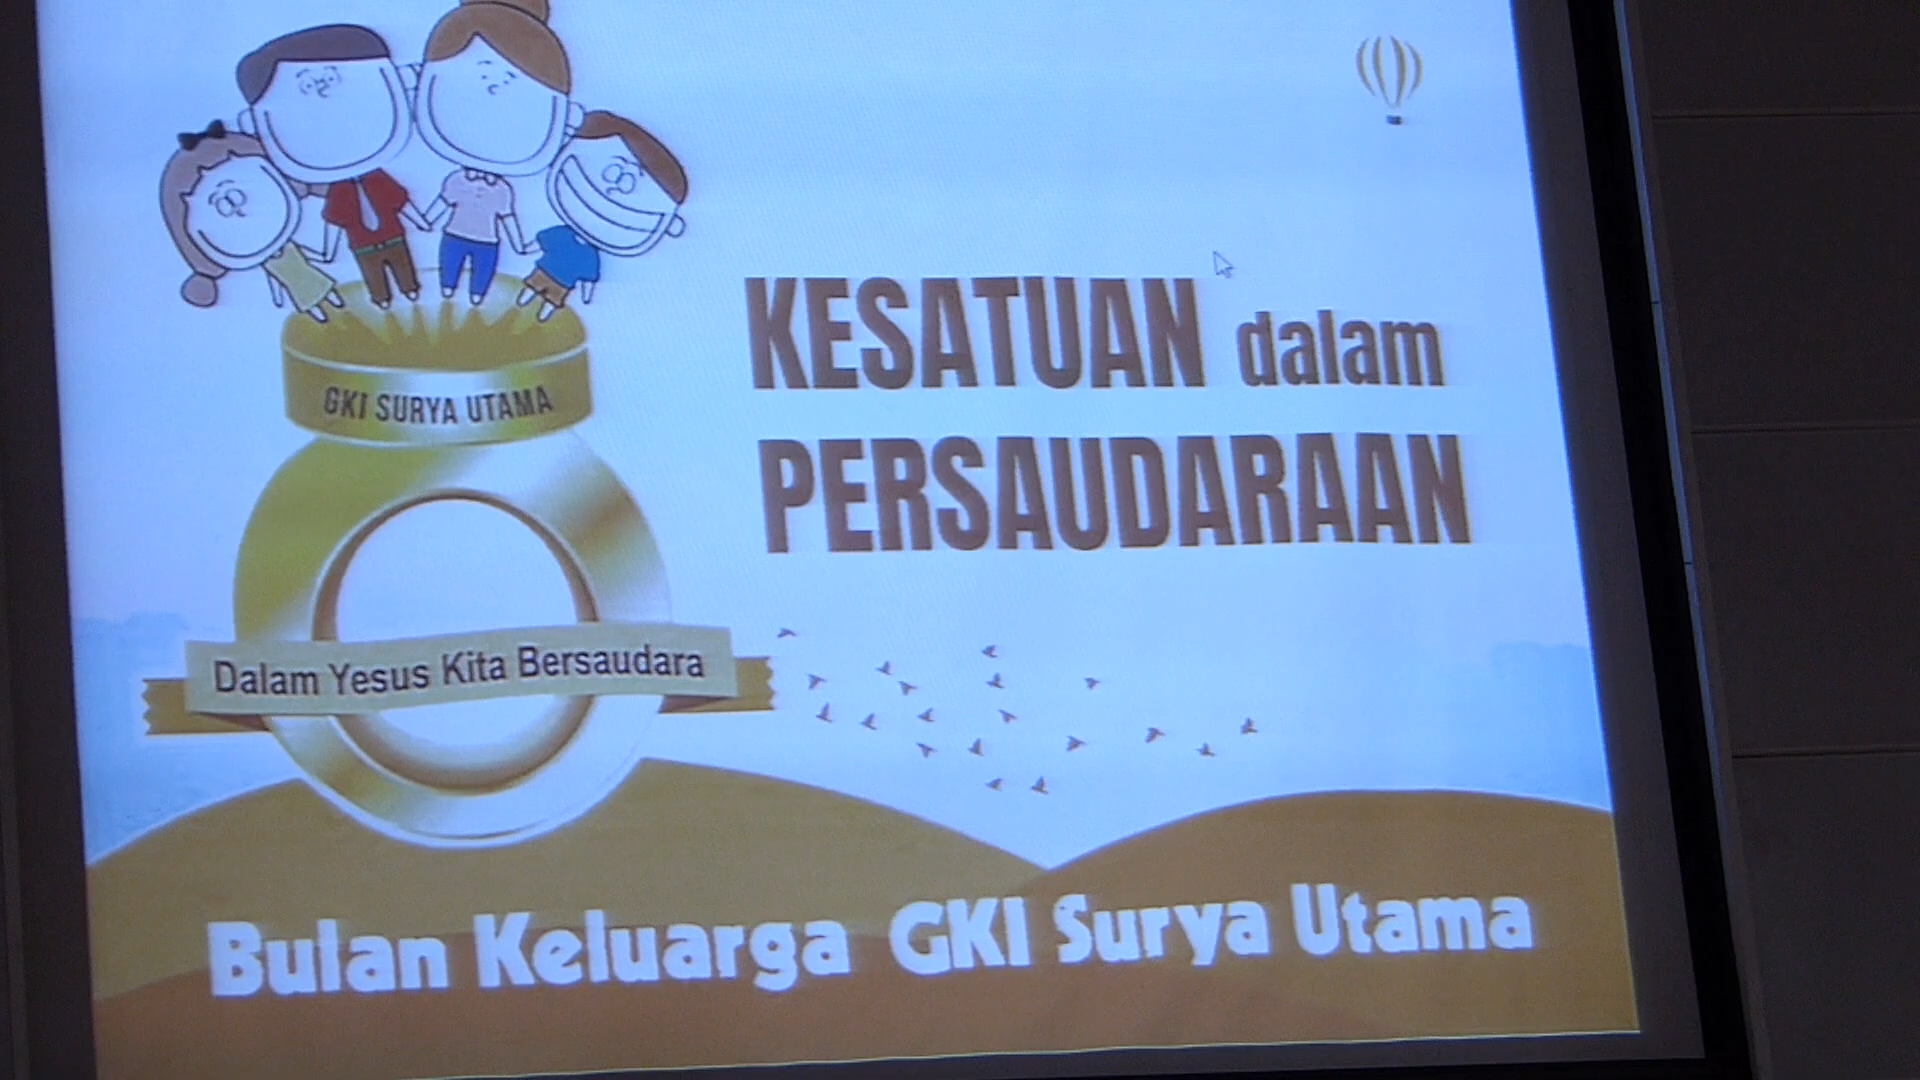 KESATUAN dalam
PERSAUDARAAN
GKI SURYA UTAMA
Dalam Yesus Kita Bersaudara
Bulan Keluarga GKI Surya Utama